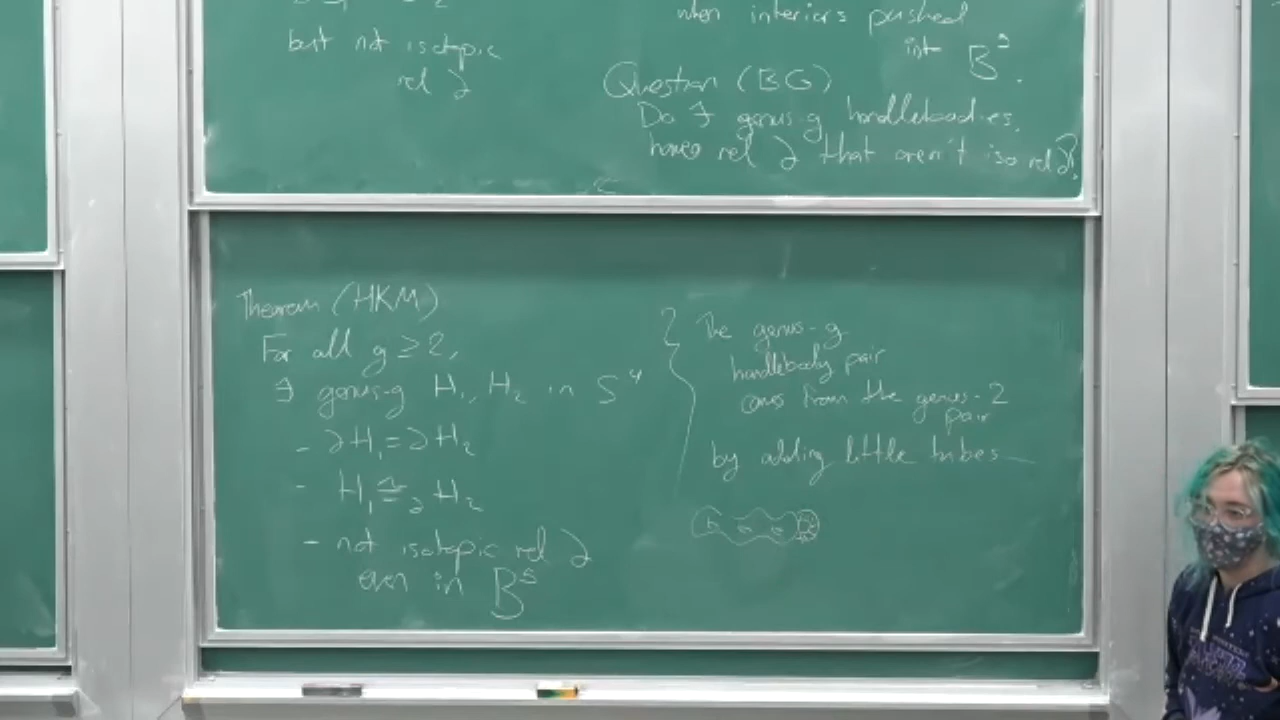 but not isotopic
rel ∂
when interiors pushed
into B⁵.
Question (BG)
Do ∃ genus-g handlebodies,
homeo rel ∂ that aren't iso rel ∂?
Theorem (HKM)
For all g ≥ 2,
∃ genus-g H₁, H₂ in S⁴
- ∂H₁ = ∂H₂
- H₁ ≅_∂ H₂
- not isotopic rel ∂
even in B⁵
The genus-g
handlebody pair
comes from the genus-2
pair
by adding little tubes